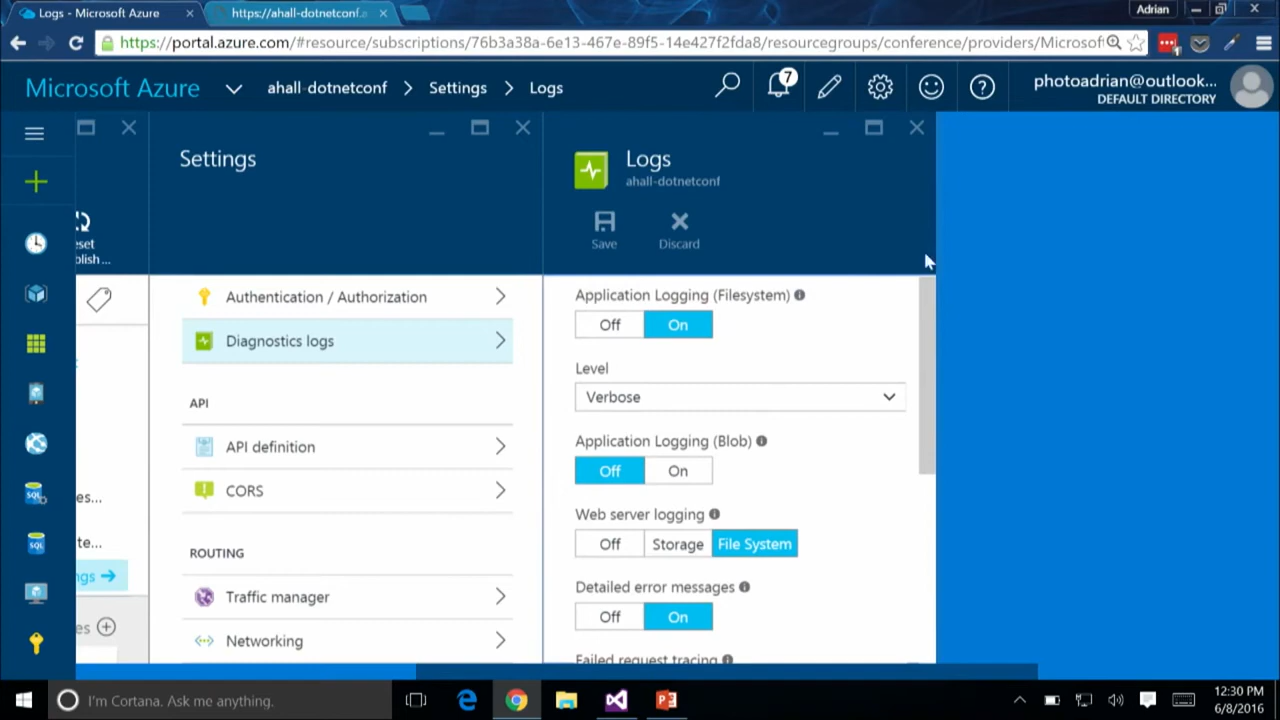 Logs - Microsoft Azure
https://ahall-dotnetconf.a
Adrian
https://portal.azure.com/#resource/subscriptions/76b3a38a-6e13-467e-89f5-14e427f2fda8/resourcegroups/conference/providers/Microsof
Microsoft Azure
ahall-dotnetconf
Settings
Logs
7
photoadrian@outlook...
DEFAULT DIRECTORY
eset
blish ...
es...
te...
ngs
es
Settings
Authentication / Authorization
Diagnostics logs
API
API definition
CORS
ROUTING
Traffic manager
Networking
Logs
ahall-dotnetconf
Save
Discard
Application Logging (Filesystem)
Off On
Level
Verbose
Application Logging (Blob)
Off On
Web server logging
Off Storage File System
Detailed error messages
Off On
Failed request tracing
SQL
SQL
I'm Cortana. Ask me anything.
12:30 PM
6/8/2016